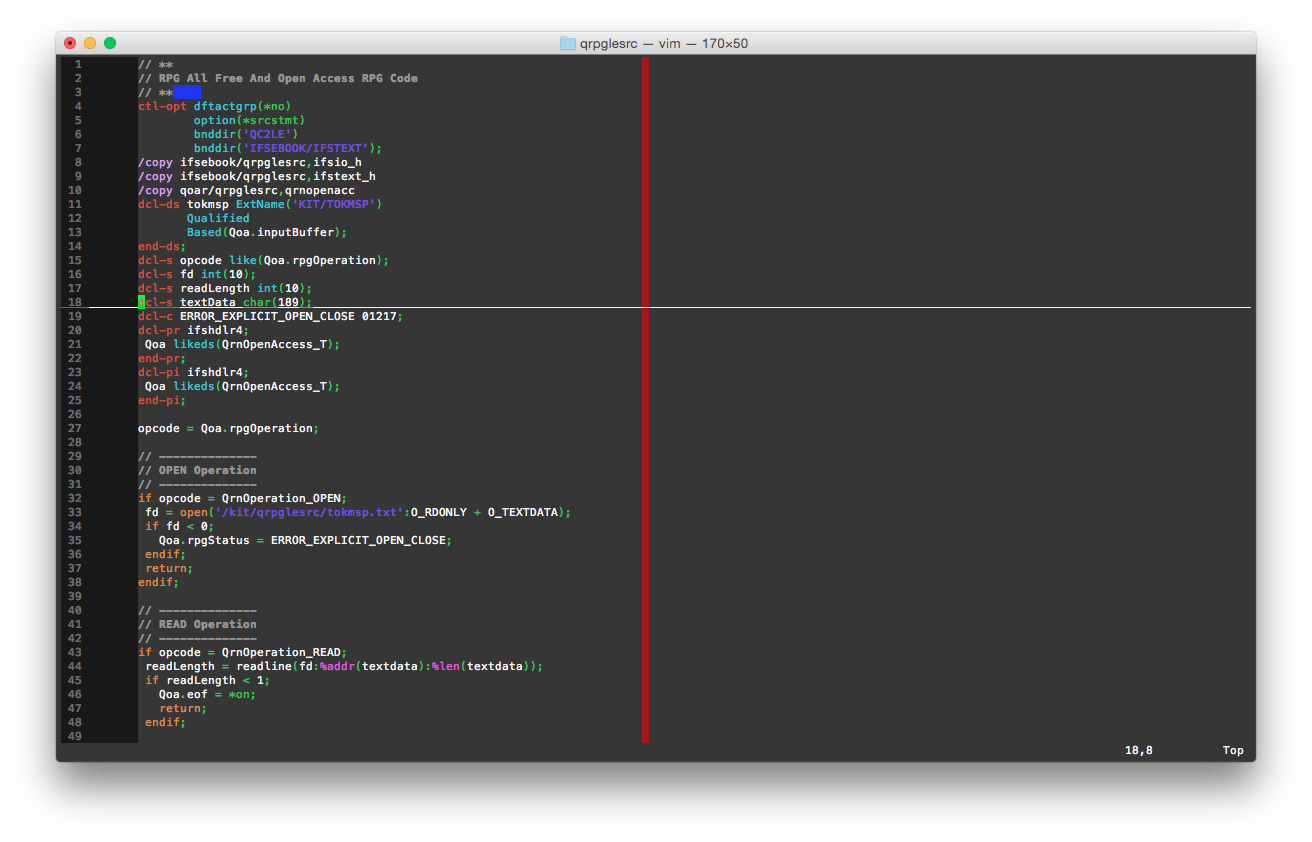 qrpglesrc — vim — 170×50
1 // **
2 // RPG All Free And Open Access RPG Code
3 // **
4 ctl-opt dftactgrp(*no)
5         option(*srcstmt)
6         bnddir('QC2LE')
7         bnddir('IFSEBOOK/IFSTEXT');
8 /copy ifsebook/qrpglesrc,ifsio_h
9 /copy ifsebook/qrpglesrc,ifstext_h
10 /copy qoar/qrpglesrc,qrnopenacc
11 dcl-ds tokmsp ExtName('KIT/TOKMSP')
12        Qualified
13        Based(Qoa.inputBuffer);
14 end-ds;
15 dcl-s opcode like(Qoa.rpgOperation);
16 dcl-s fd int(10);
17 dcl-s readLength int(10);
18 dcl-s textData char(189);
19 dcl-c ERROR_EXPLICIT_OPEN_CLOSE 01217;
20 dcl-pr ifshdlr4;
21  Qoa likeds(QrnOpenAccess_T);
22 end-pr;
23 dcl-pi ifshdlr4;
24  Qoa likeds(QrnOpenAccess_T);
25 end-pi;
26
27 opcode = Qoa.rpgOperation;
28
29 // --------------
30 // OPEN Operation
31 // --------------
32 if opcode = QrnOperation_OPEN;
33  fd = open('/kit/qrpglesrc/tokmsp.txt':O_RDONLY + O_TEXTDATA);
34  if fd < 0;
35    Qoa.rpgStatus = ERROR_EXPLICIT_OPEN_CLOSE;
36  endif;
37  return;
38 endif;
39
40 // --------------
41 // READ Operation
42 // --------------
43 if opcode = QrnOperation_READ;
44  readLength = readline(fd:%addr(textdata):%len(textdata));
45  if readLength < 1;
46    Qoa.eof = *on;
47    return;
48  endif;
49
18,8 Top